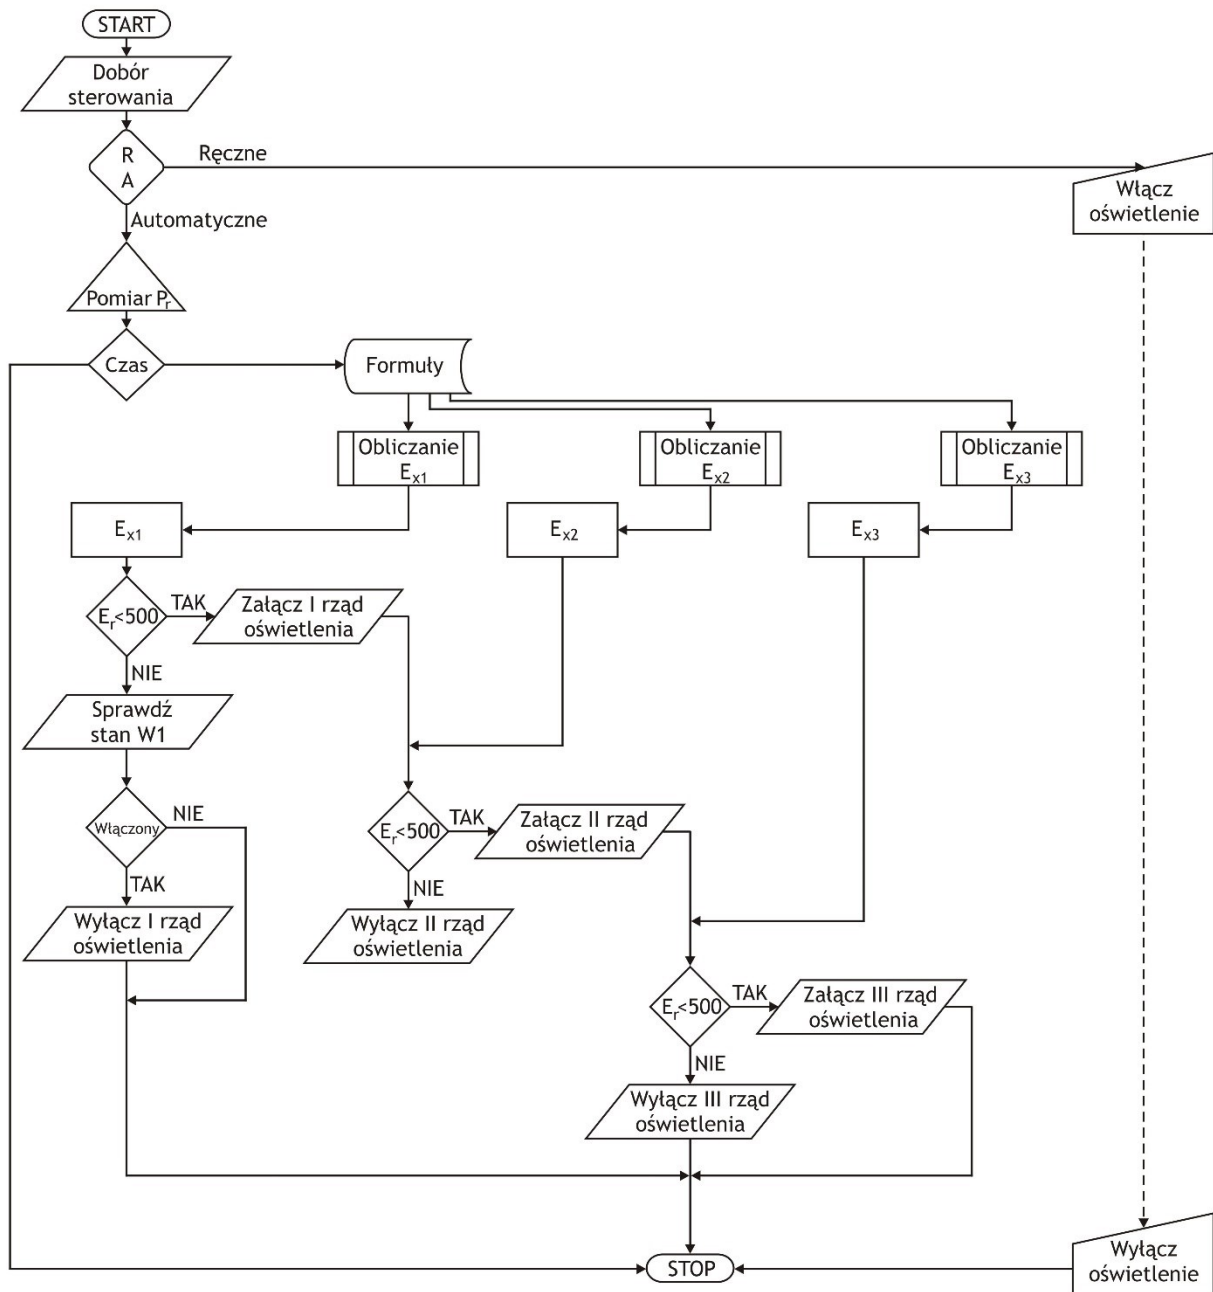 START
Dobór
sterowania
R
A
Ręczne
Włącz
oświetlenie
Automatyczne
Pomiar Pr
Czas
Formuły
Obliczanie
Ex1
Obliczanie
Ex2
Obliczanie
Ex3
Ex1
Ex2
Ex3
Er<500
TAK
Załącz I rząd
oświetlenia
NIE
Sprawdź
stan W1
Włączony
NIE
TAK
Wyłącz I rząd
oświetlenia
Er<500
TAK
Załącz II rząd
oświetlenia
NIE
Wyłącz II rząd
oświetlenia
Er<500
TAK
Załącz III rząd
oświetlenia
NIE
Wyłącz III rząd
oświetlenia
STOP
Wyłącz
oświetlenie